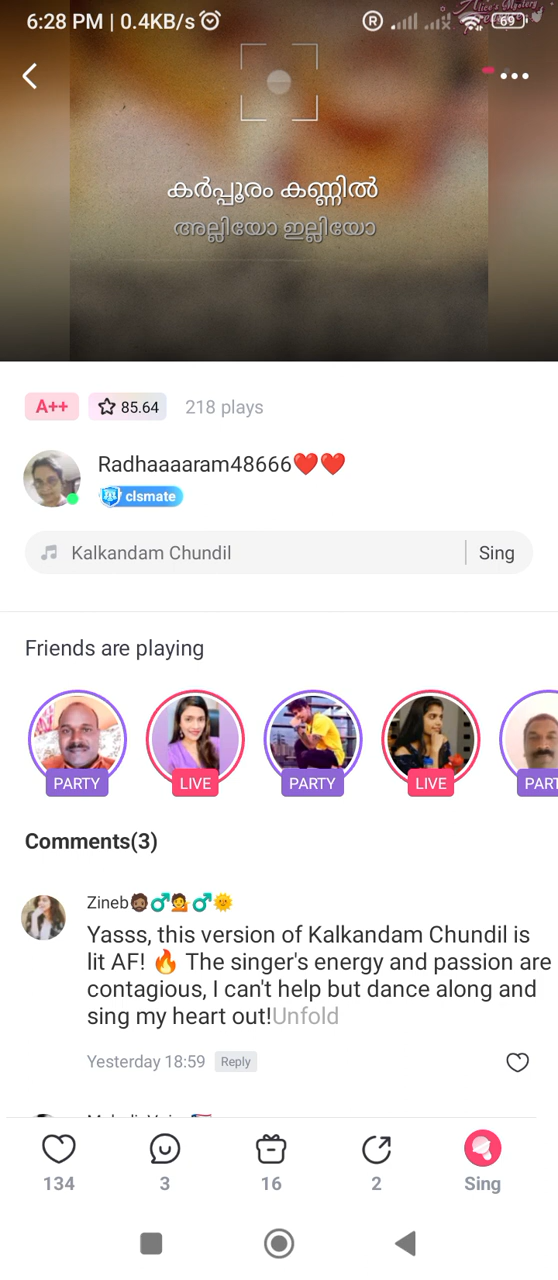 6:28 PM | 0.4KB/s
R
69
Alice's Mystery
കർപ്പൂരം കണ്ണിൽ
അല്ലിയോ ഇല്ലിയോ
A++
85.64
218 plays
Radhaaaaram48666❤️❤️
clsmate
Kalkandam Chundil
Sing
Friends are playing
PARTY
LIVE
PARTY
LIVE
PART
Comments(3)
Zineb🧔🏾♂️💁♂️🌞
Yasss, this version of Kalkandam Chundil is
lit AF! 🔥 The singer's energy and passion are
contagious, I can't help but dance along and
sing my heart out!Unfold
Yesterday 18:59
Reply
134
3
16
2
Sing